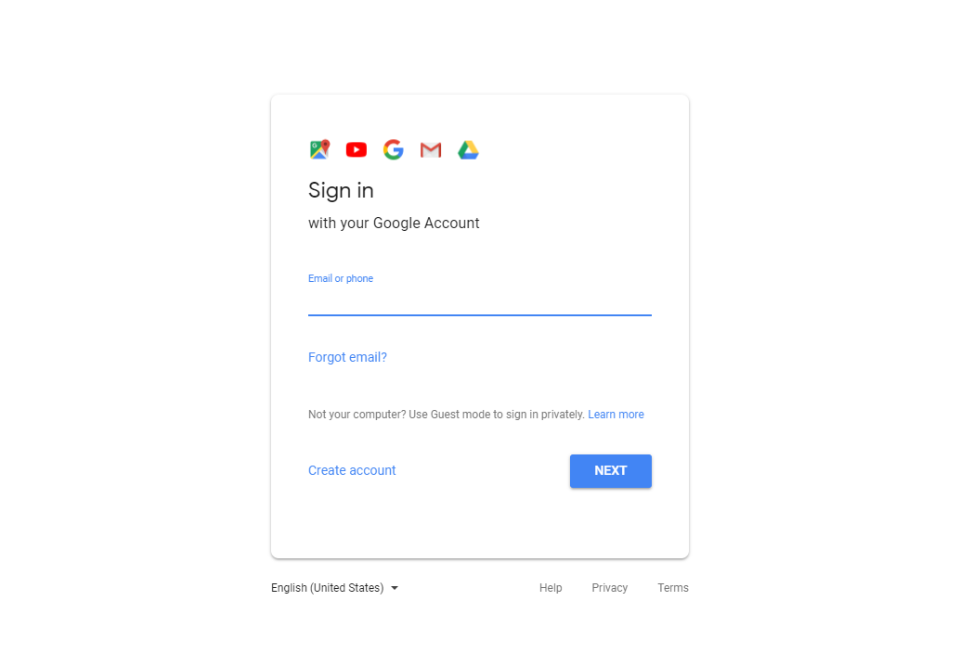 Sign in
with your Google Account
Email or phone
Forgot email?
Not your computer? Use Guest mode to sign in privately. Learn more
Create account NEXT
English (United States) Help Privacy Terms